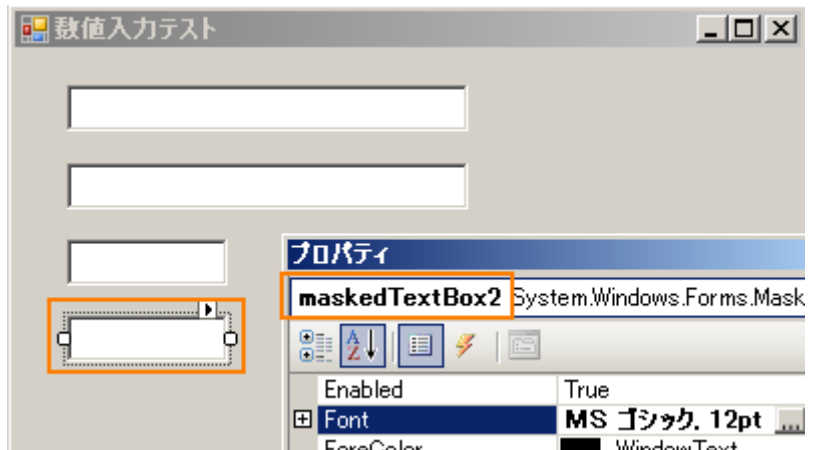 数値入力テスト
プロパティ
maskedTextBox2 System.Windows.Forms.Mask
Enabled True
Font MS ゴシック, 12pt ...
ForeColor WindowText